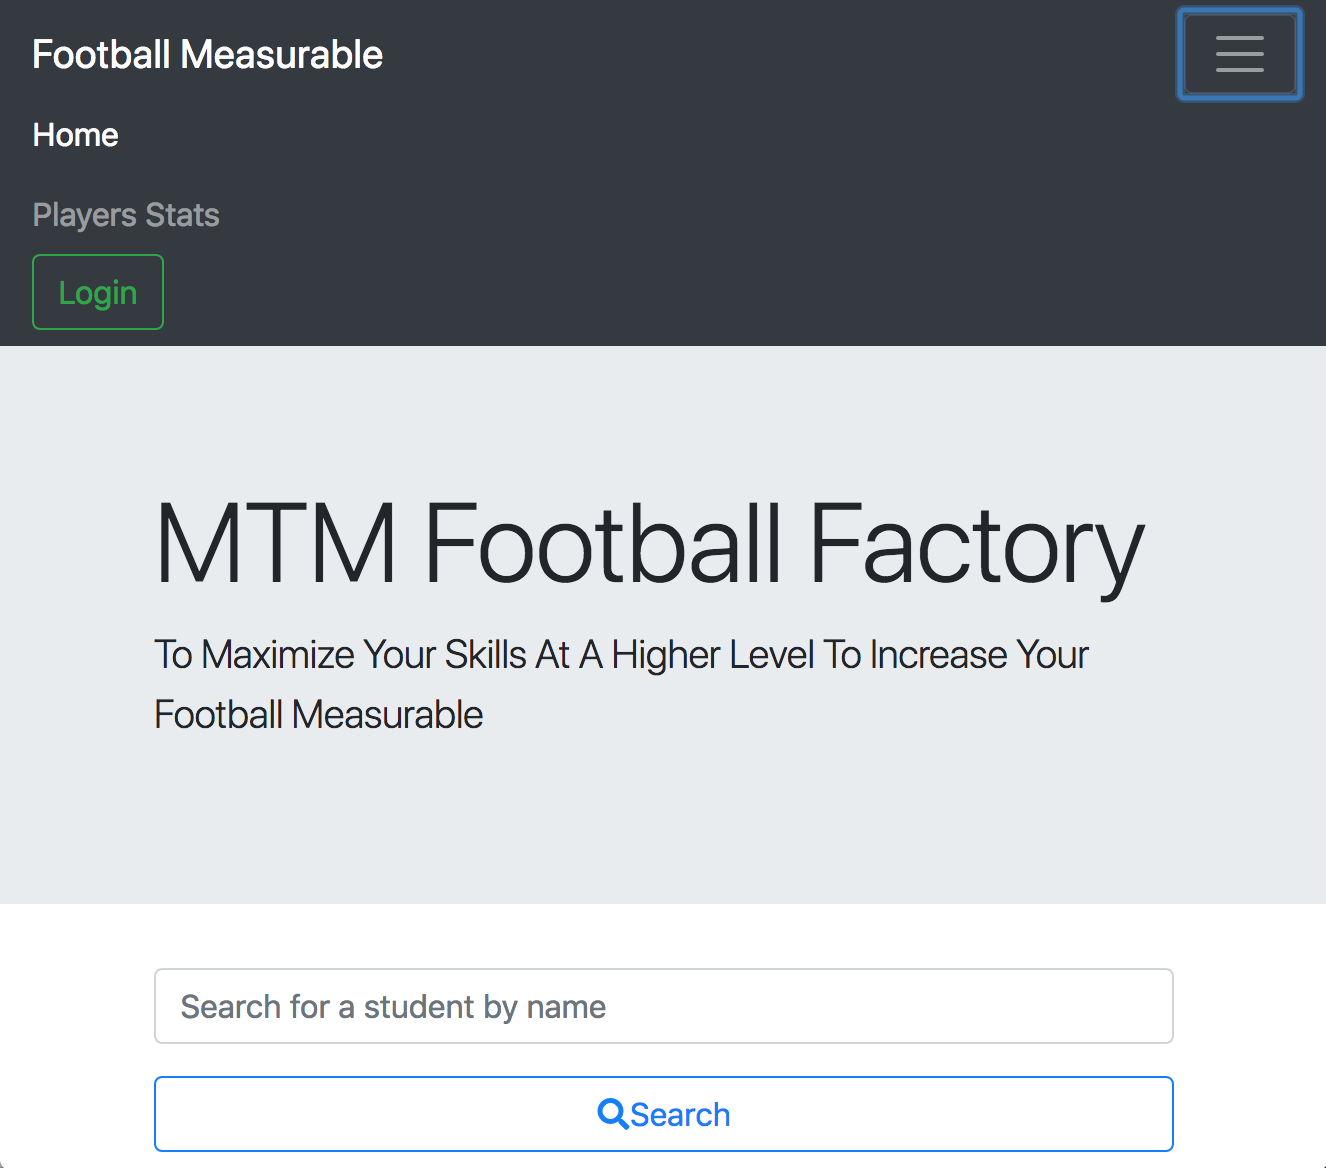 Football Measurable
Home
Players Stats
Login
MTM Football Factory
To Maximize Your Skills At A Higher Level To Increase Your
Football Measurable
Search for a student by name
Search